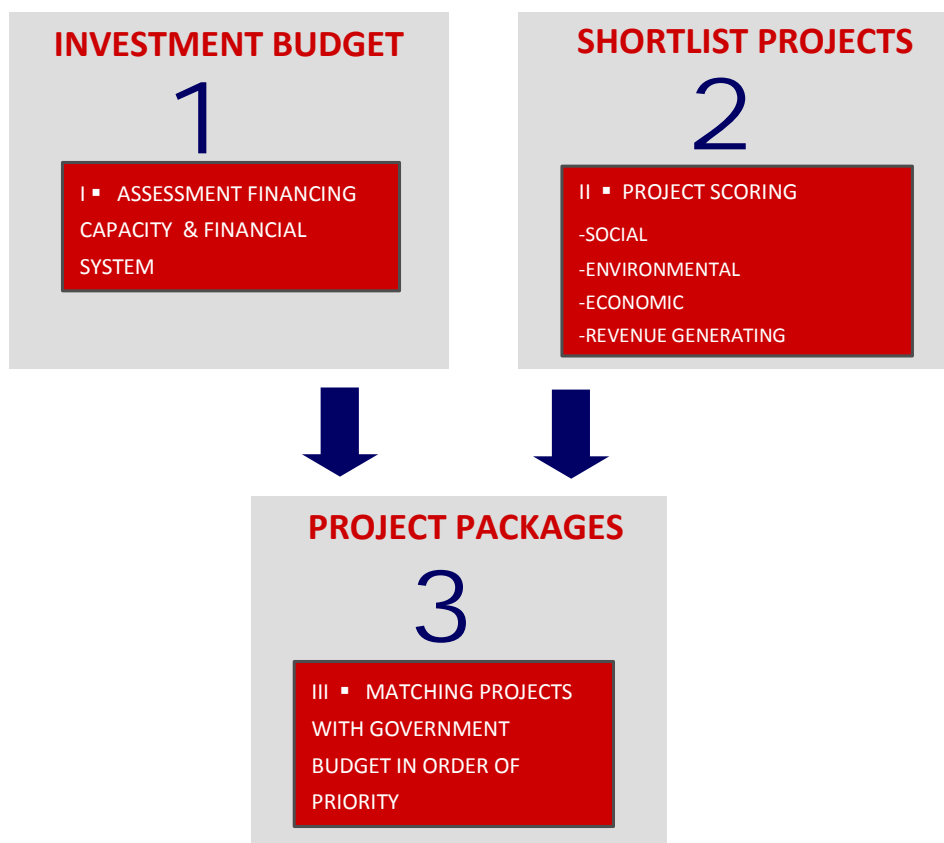 INVESTMENT BUDGET
1
I ▪ ASSESSMENT FINANCING
CAPACITY & FINANCIAL
SYSTEM
SHORTLIST PROJECTS
2
II ▪ PROJECT SCORING
-SOCIAL
-ENVIRONMENTAL
-ECONOMIC
-REVENUE GENERATING
PROJECT PACKAGES
3
III ▪ MATCHING PROJECTS
WITH GOVERNMENT
BUDGET IN ORDER OF
PRIORITY